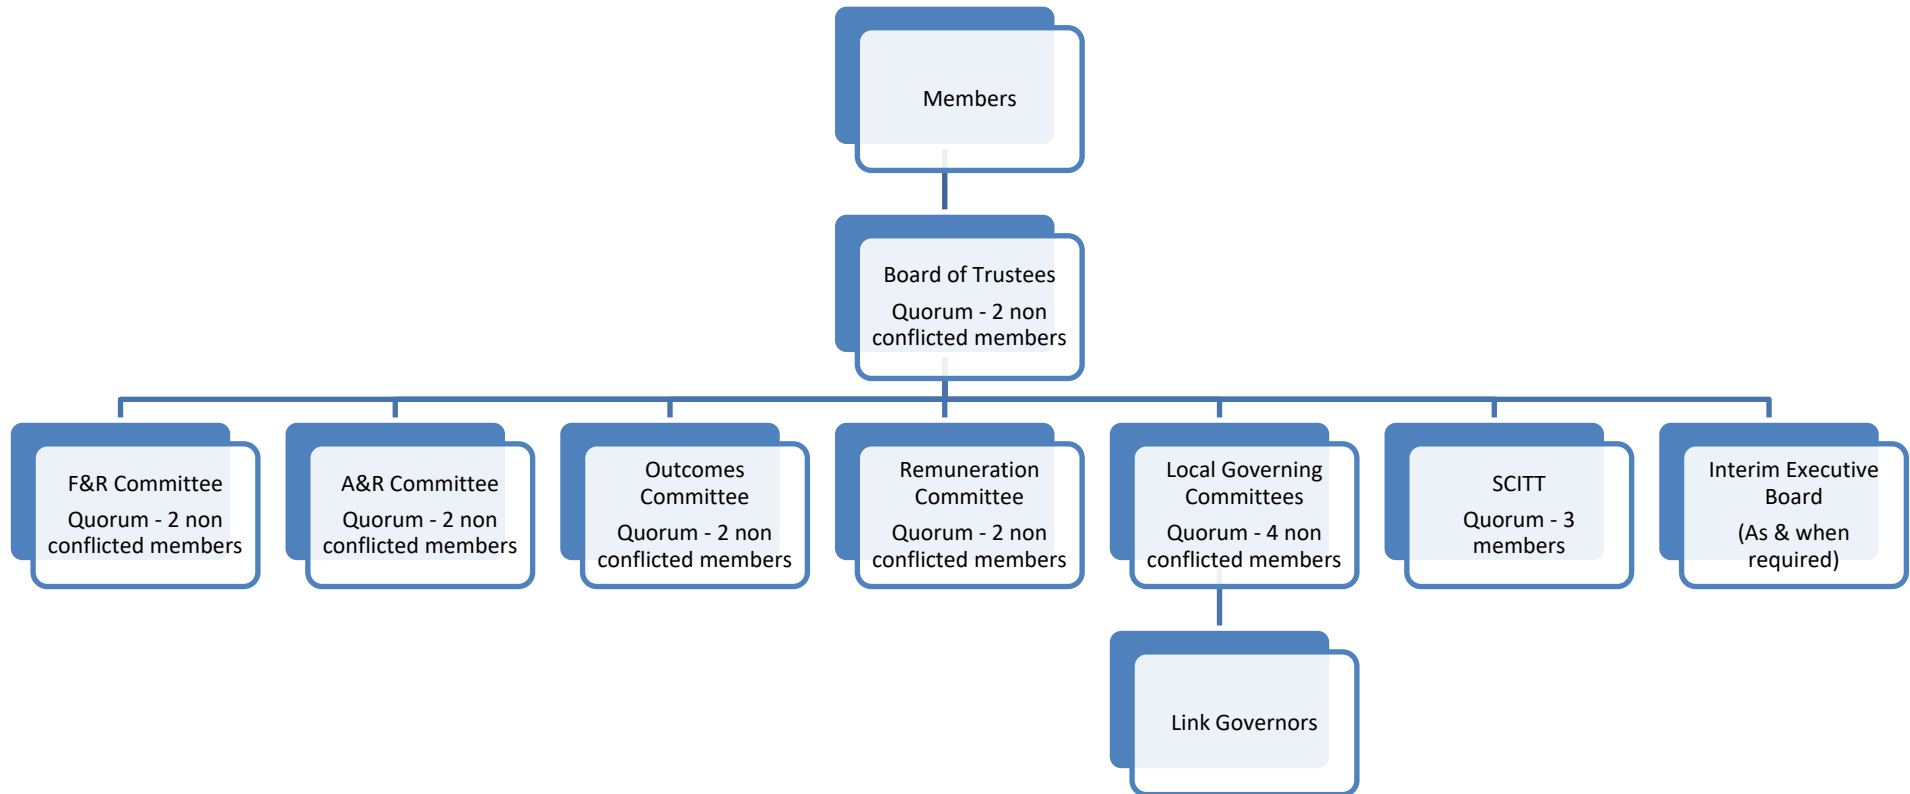 Members
Board of Trustees
Quorum - 2 non
conflicted members
F&R Committee
Quorum - 2 non
conflicted members
A&R Committee
Quorum - 2 non
conflicted members
Outcomes
Committee
Quorum - 2 non
conflicted members
Remuneration
Committee
Quorum - 2 non
conflicted members
Local Governing
Committees
Quorum - 4 non
conflicted members
SCITT
Quorum - 3
members
Interim Executive
Board
(As & when
required)
Link Governors